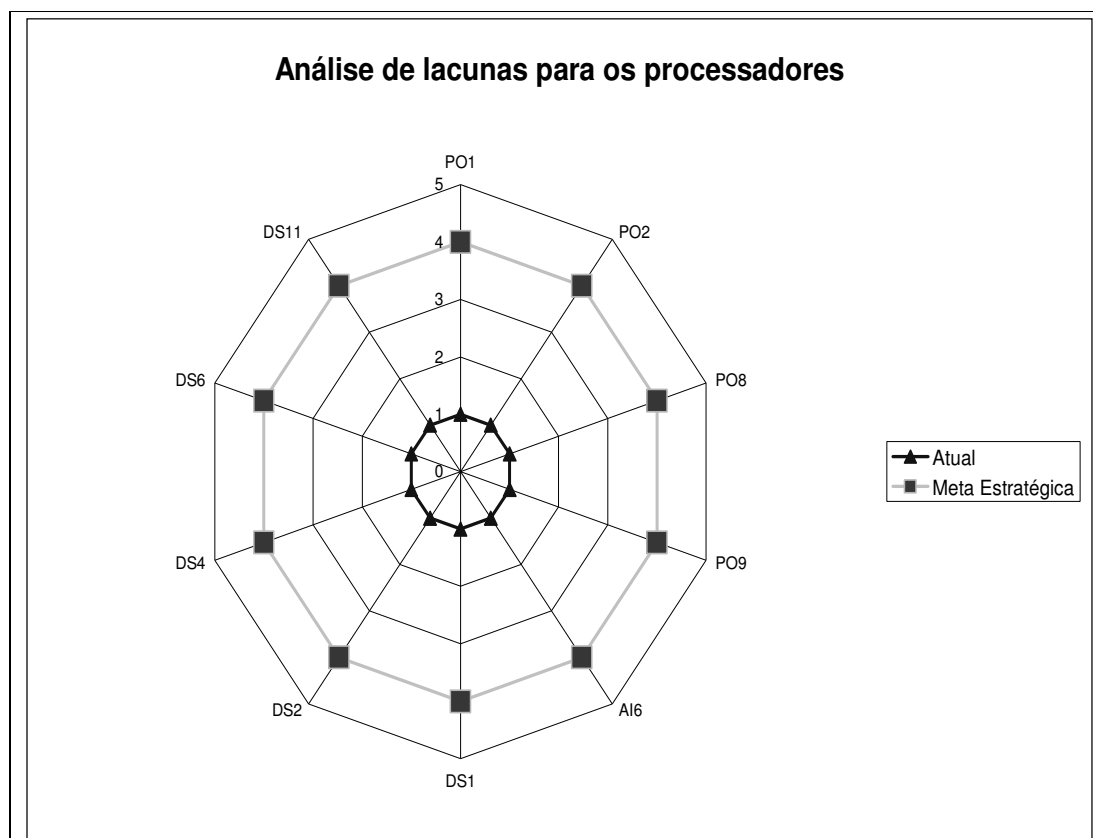 Análise de lacunas para os processadores
PO1
5
DS11
PO2
4
3
DS6
PO8
2
1
Atual
0
Meta Estratégica
DS4
PO9
DS2
AI6
DS1